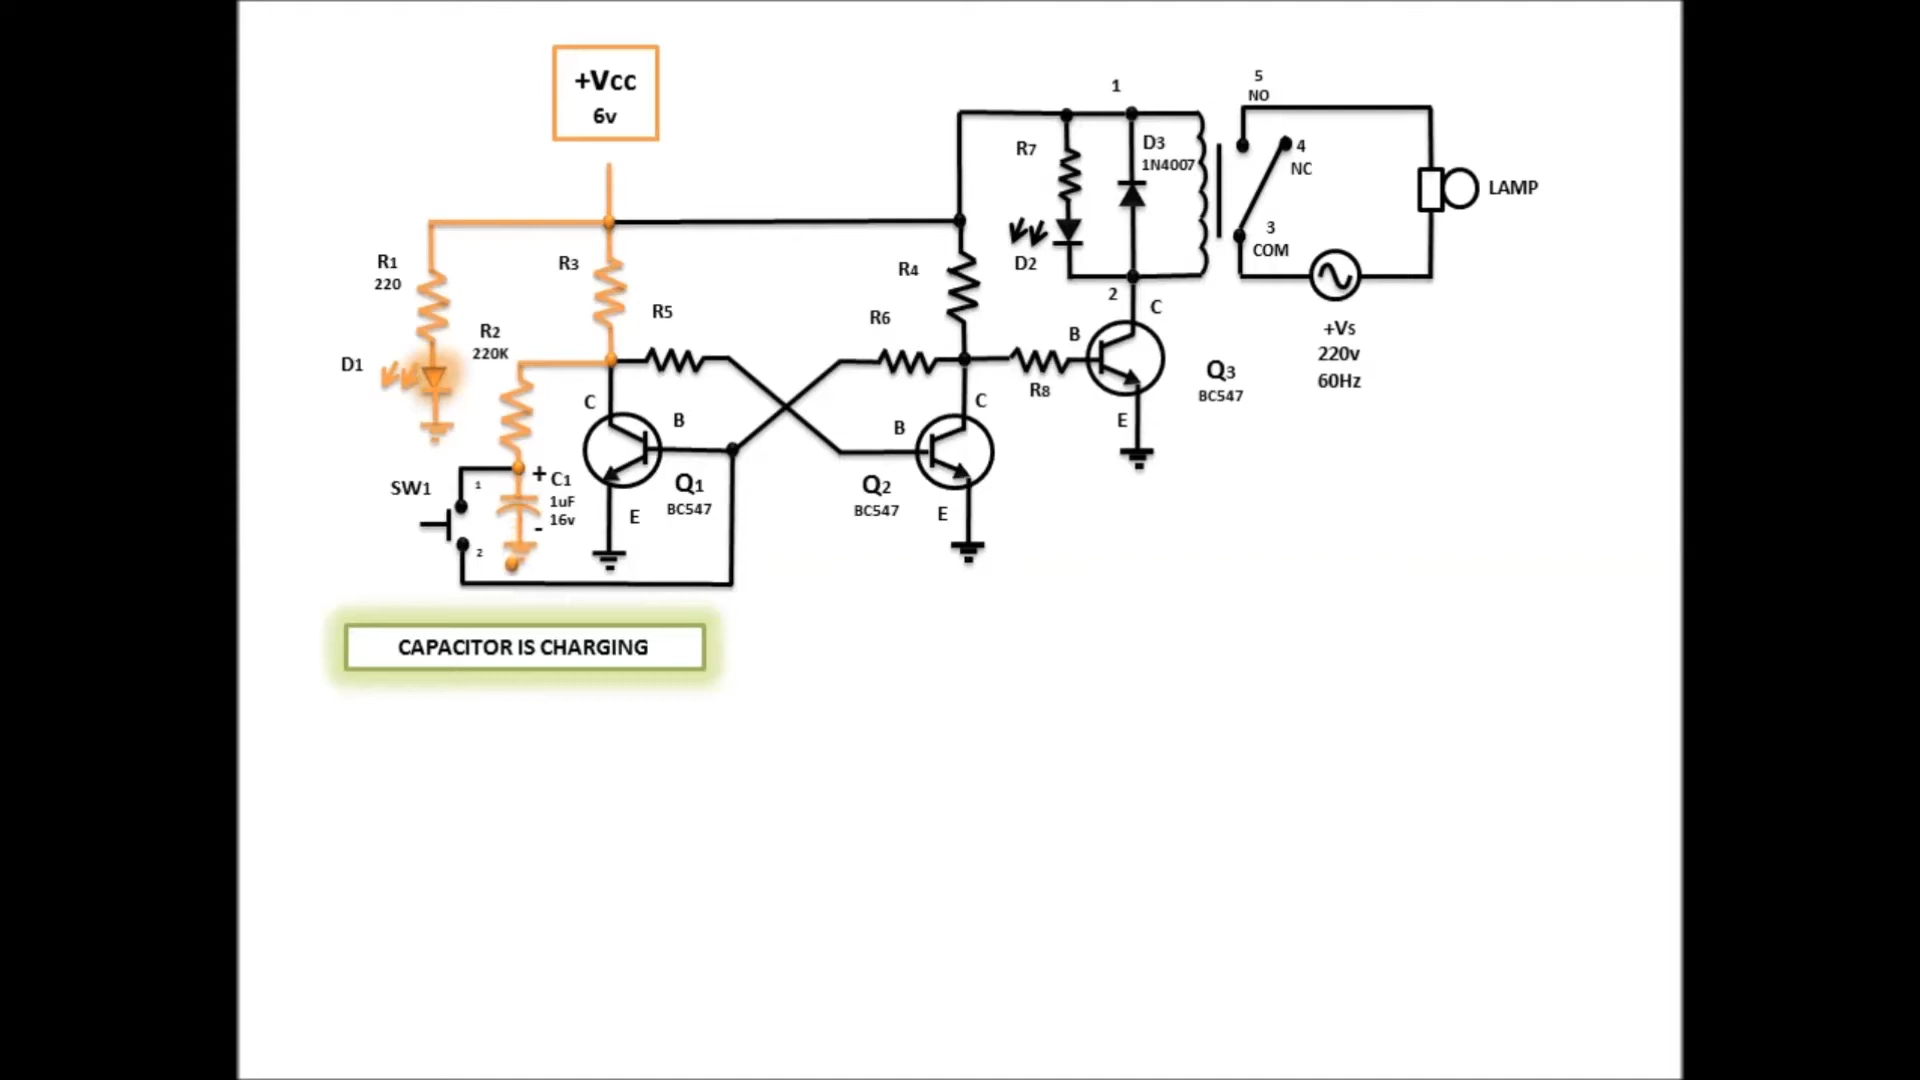 +Vcc
6v
1
5
NO
R7
D3
1N4007
4
NC
LAMP
3
COM
R1
220
R3
R4
D2
2
C
R5
R6
R2
220K
B
+Vs
220v
60Hz
D1
Q3
BC547
R8
C
B
C
B
E
SW1
1
+
C1
1uF
16v
-
2
Q1
BC547
E
Q2
BC547
E
CAPACITOR IS CHARGING